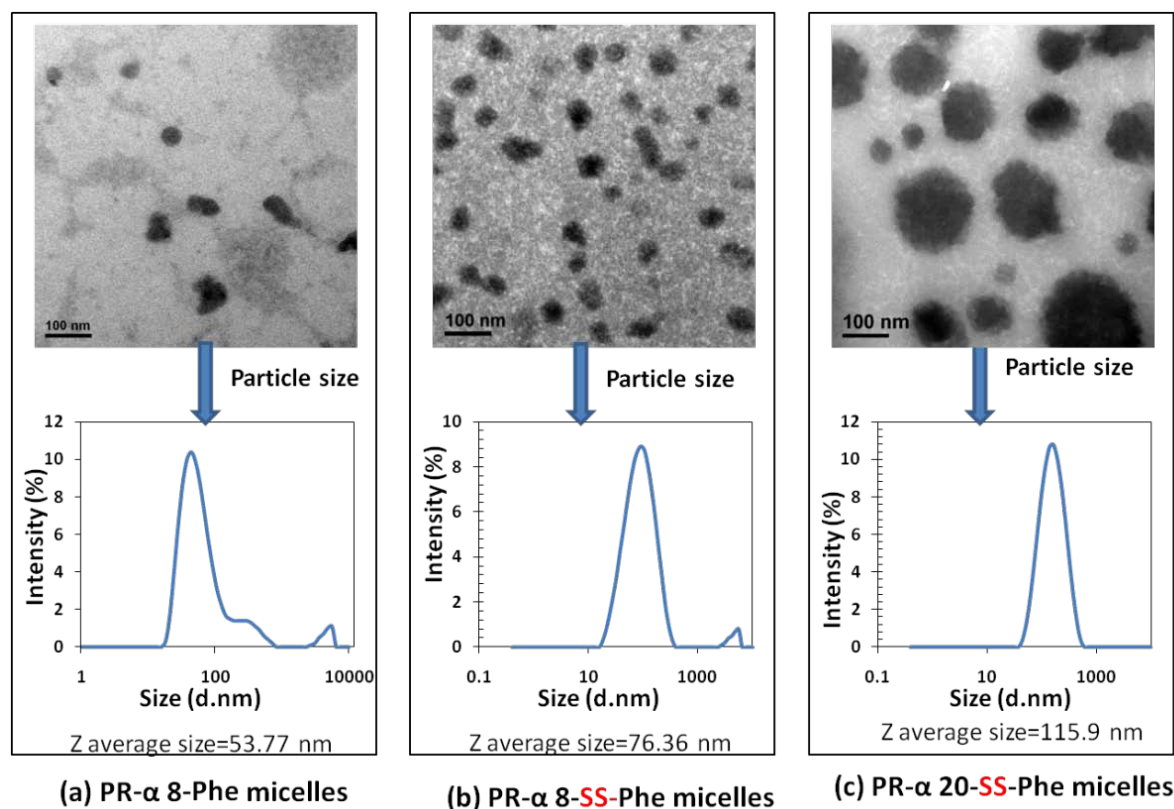 100 nm
Particle size
12
10
8
6
4
2
0
Intensity (%)
1
100
10000
Size (d.nm)
Z average size=53.77 nm
(a) PR-α 8-Phe micelles
100 nm
Particle size
10
8
6
4
2
0
Intensity (%)
0.1
10
1000
Size (d.nm)
Z average size=76.36 nm
(b) PR-α 8-SS-Phe micelles
100 nm
Particle size
12
10
8
6
4
2
0
Intensity (%)
0.1
10
1000
Size (d.nm)
Z average size=115.9 nm
(c) PR-α 20-SS-Phe micelles